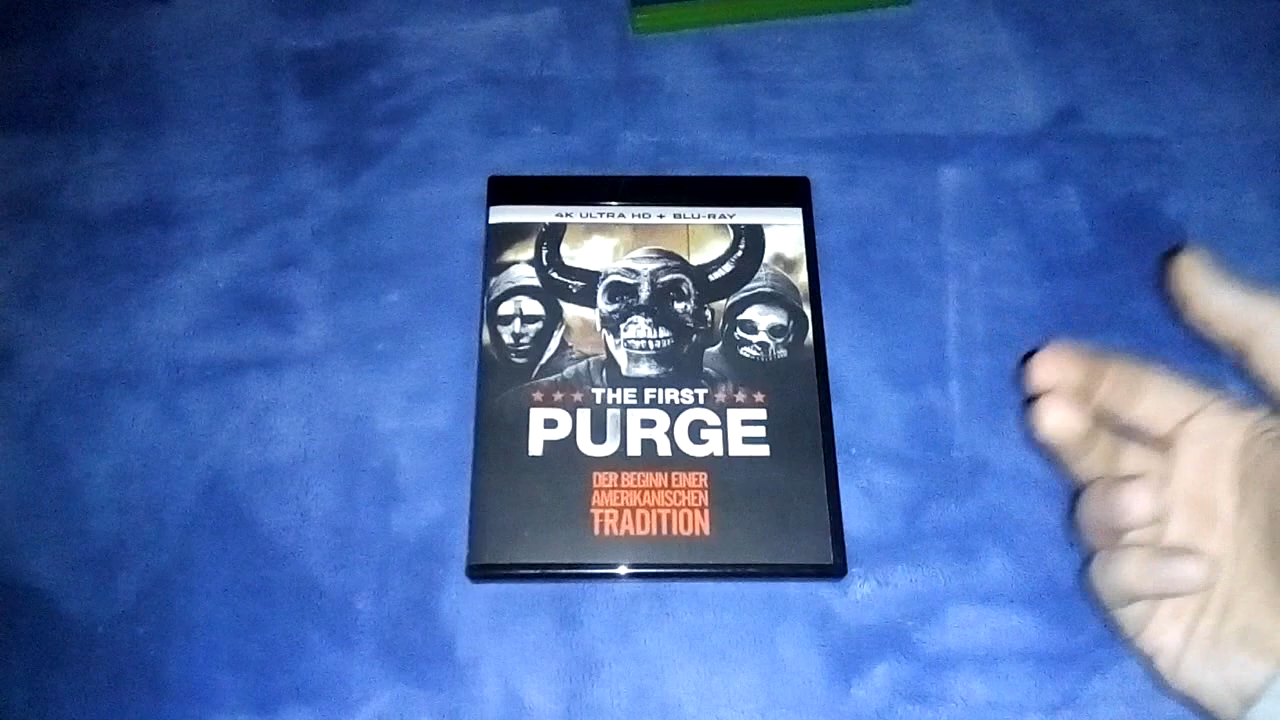 4K ULTRA HD + BLU-RAY
THE FIRST
PURGE
DER BEGINN EINER
AMERIKANISCHEN
TRADITION